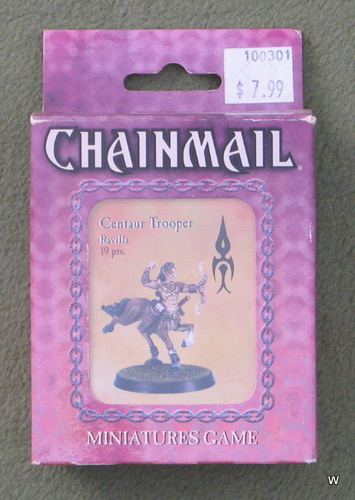 100301
$ 7.99
CHAINMAIL
Centaur Trooper
Ravilla
19 pts.
MINIATURES GAME
W